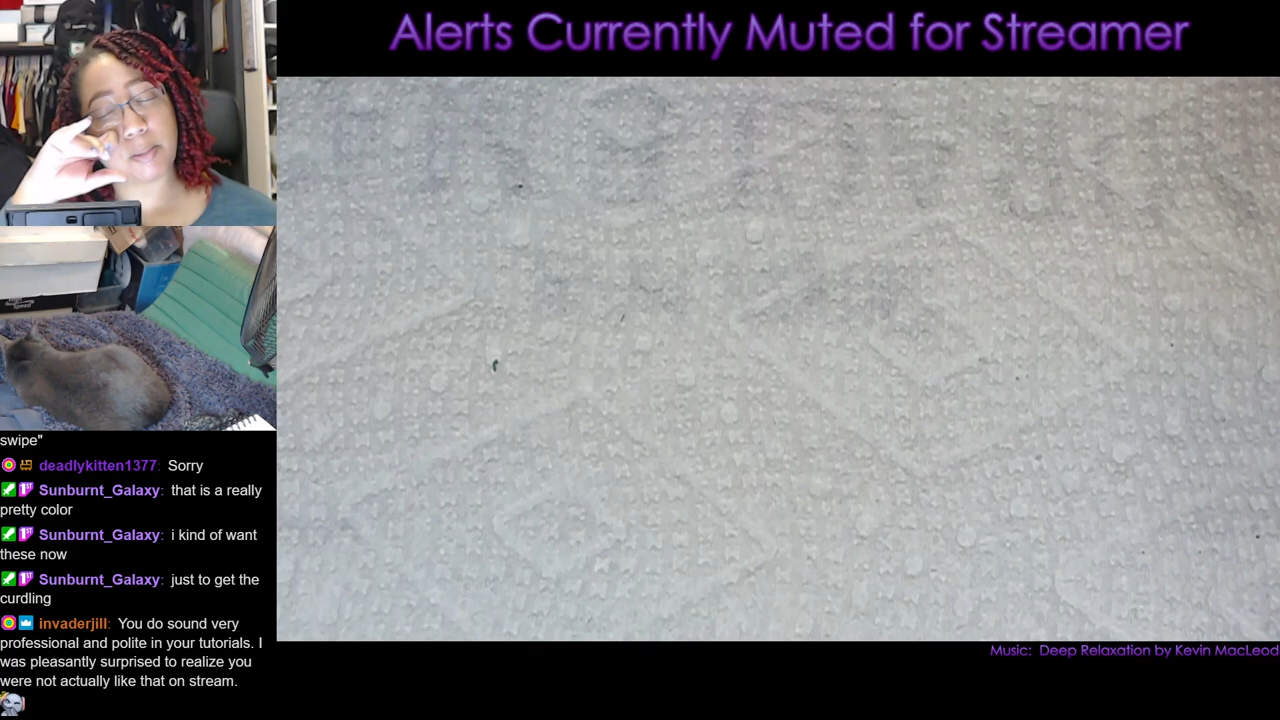 Alerts Currently Muted for Streamer
swipe"
deadlykitten1377: Sorry
Sunburnt_Galaxy: that is a really
pretty color
Sunburnt_Galaxy: i kind of want
these now
Sunburnt_Galaxy: just to get the
curdling
invaderjill: You do sound very
professional and polite in your tutorials. I
was pleasantly surprised to realize you
were not actually like that on stream.
Music: Deep Relaxation by Kevin MacLeod